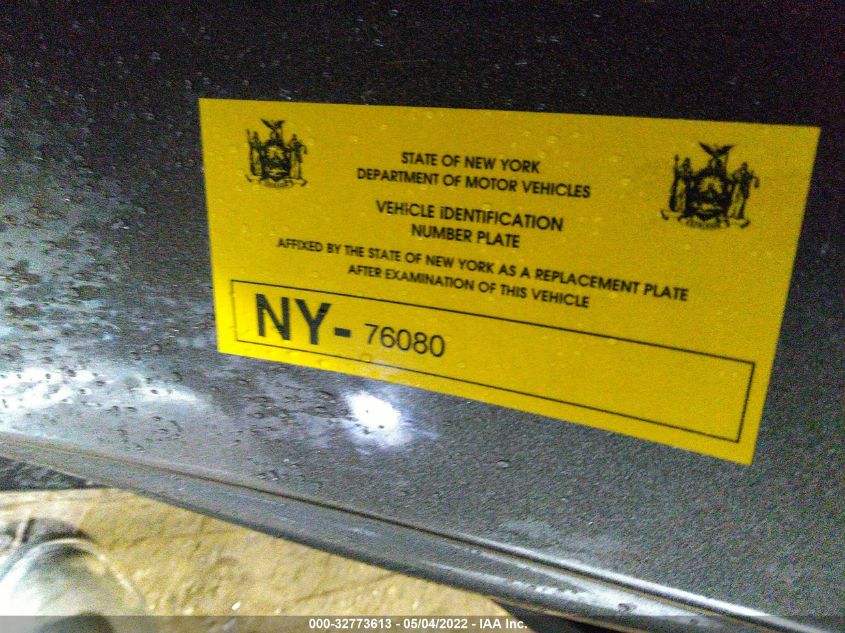 STATE OF NEW YORK
DEPARTMENT OF MOTOR VEHICLES
VEHICLE IDENTIFICATION
NUMBER PLATE
AFFIXED BY THE STATE OF NEW YORK AS A REPLACEMENT PLATE
AFTER EXAMINATION OF THIS VEHICLE
NY- 76080
000-32773613 - 05/04/2022 - IAA Inc.